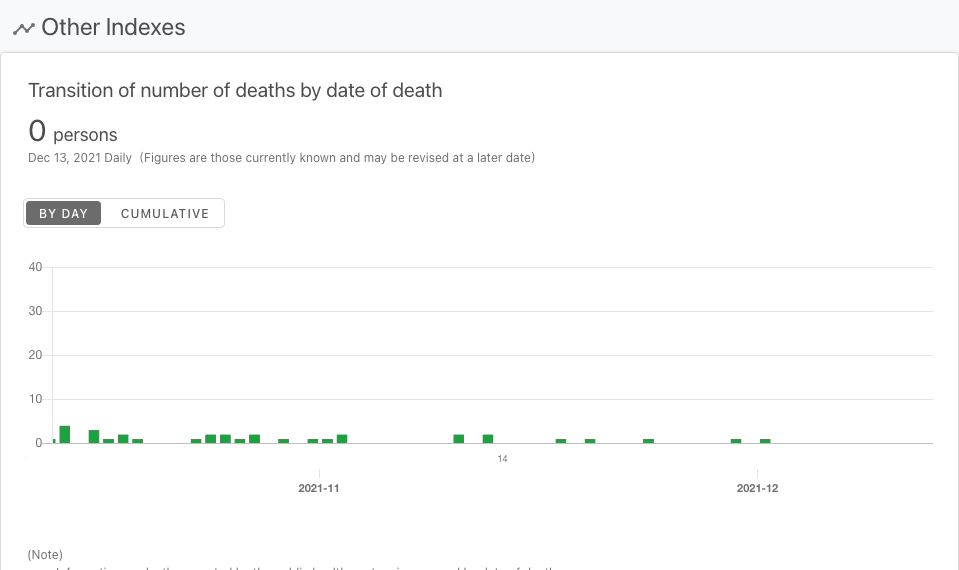 Other Indexes
Transition of number of deaths by date of death
0 persons
Dec 13, 2021 Daily (Figures are those currently known and may be revised at a later date)
BY DAY CUMULATIVE
40
30
20
10
0
14
2021-11 2021-12
(Note)